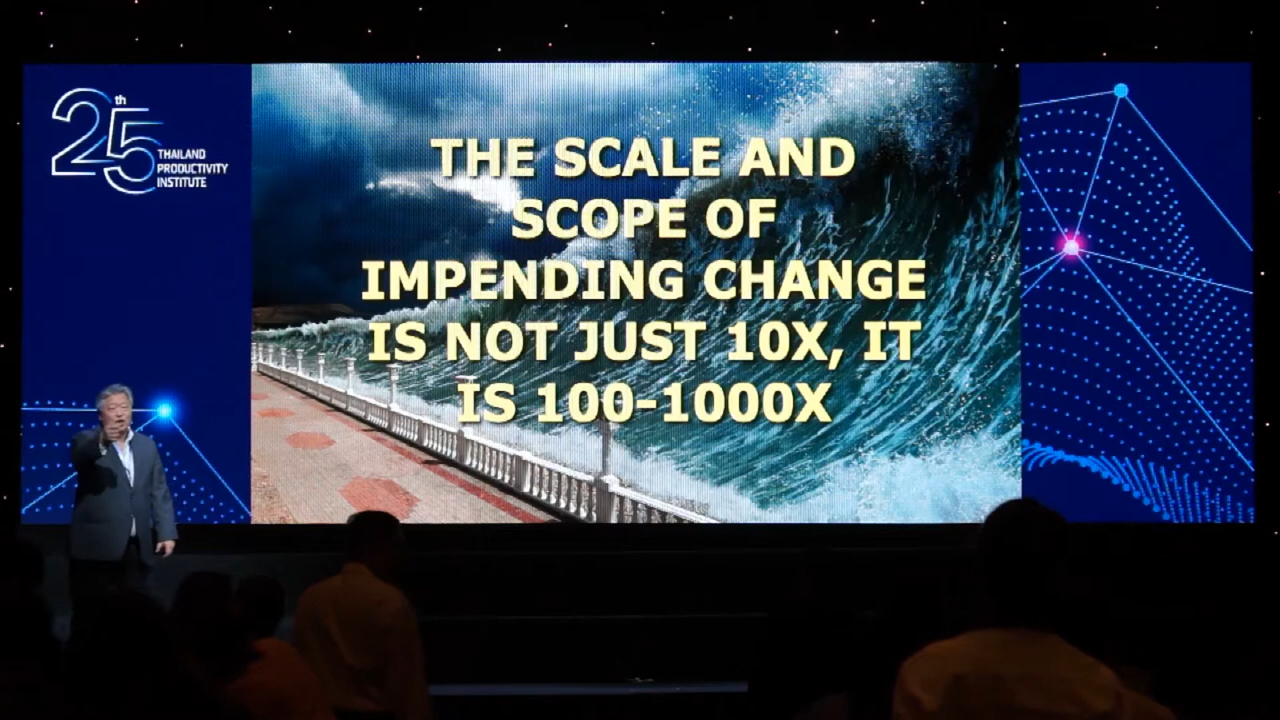 25th
THAILAND
PRODUCTIVITY
INSTITUTE
THE SCALE AND
SCOPE OF
IMPENDING CHANGE
IS NOT JUST 10X, IT
IS 100-1000X